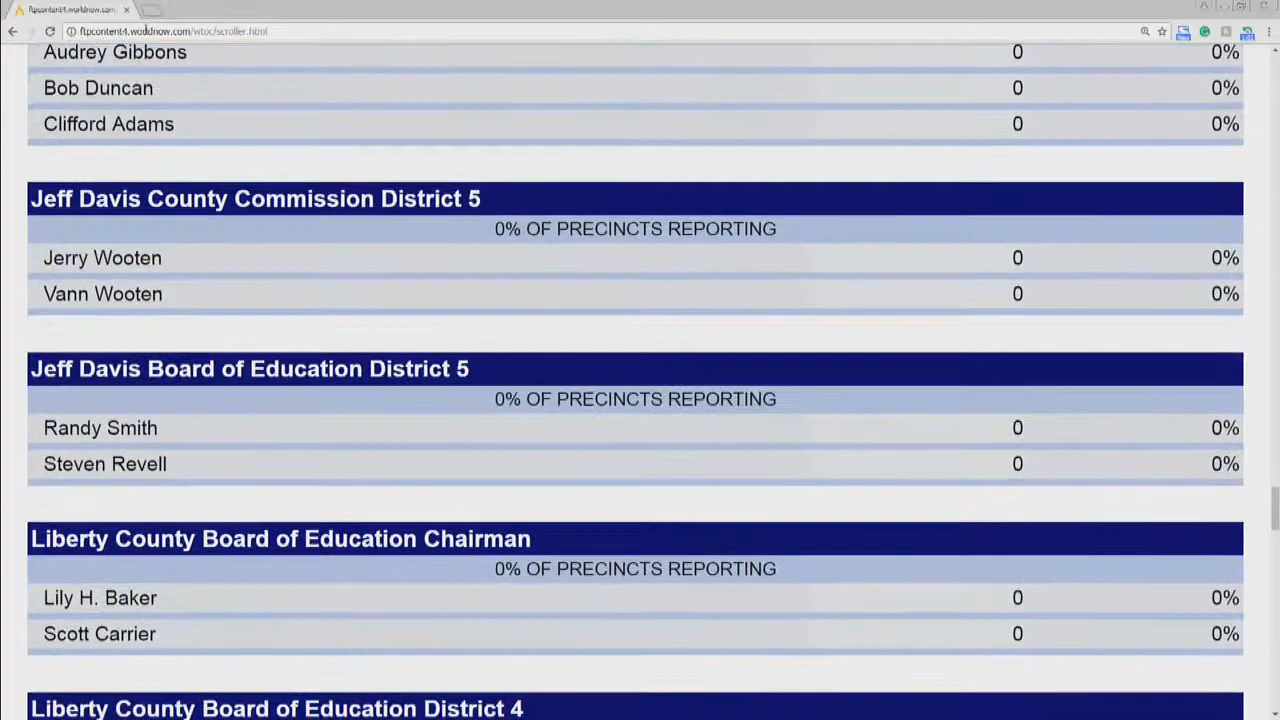 ftpcontent4.worldnow.com
ftpcontent4.worldnow.com/wtoc/scroller.html
Audrey Gibbons 0 0%
Bob Duncan 0 0%
Clifford Adams 0 0%
Jeff Davis County Commission District 5
0% OF PRECINCTS REPORTING
Jerry Wooten 0 0%
Vann Wooten 0 0%
Jeff Davis Board of Education District 5
0% OF PRECINCTS REPORTING
Randy Smith 0 0%
Steven Revell 0 0%
Liberty County Board of Education Chairman
0% OF PRECINCTS REPORTING
Lily H. Baker 0 0%
Scott Carrier 0 0%
Liberty County Board of Education District 4